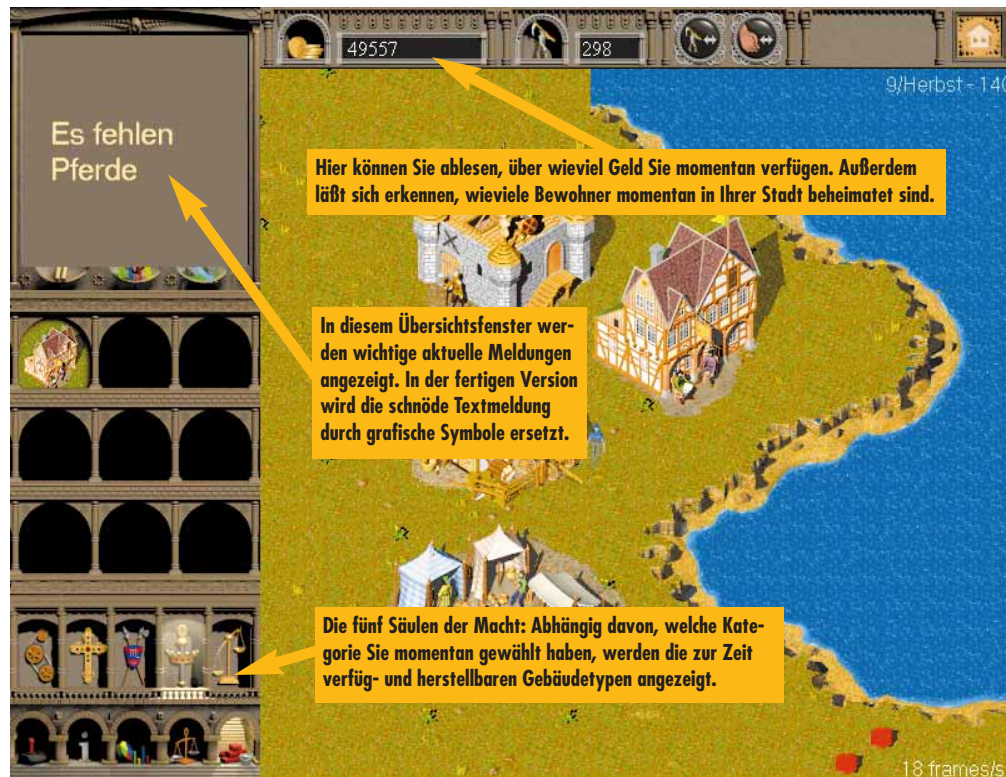 49557
298
9/Herbst - 140
Es fehlen
Pferde
Hier können Sie ablesen, über wieviel Geld Sie momentan verfügen. Außerdem
läßt sich erkennen, wieviele Bewohner momentan in Ihrer Stadt beheimatet sind.
In diesem Übersichtsfenster wer-
den wichtige aktuelle Meldungen
angezeigt. In der fertigen Version
wird die schnöde Textmeldung
durch grafische Symbole ersetzt.
Die fünf Säulen der Macht: Abhängig davon, welche Kate-
gorie Sie momentan gewählt haben, werden die zur Zeit
verfüg- und herstellbaren Gebäudetypen angezeigt.
18 frames/s